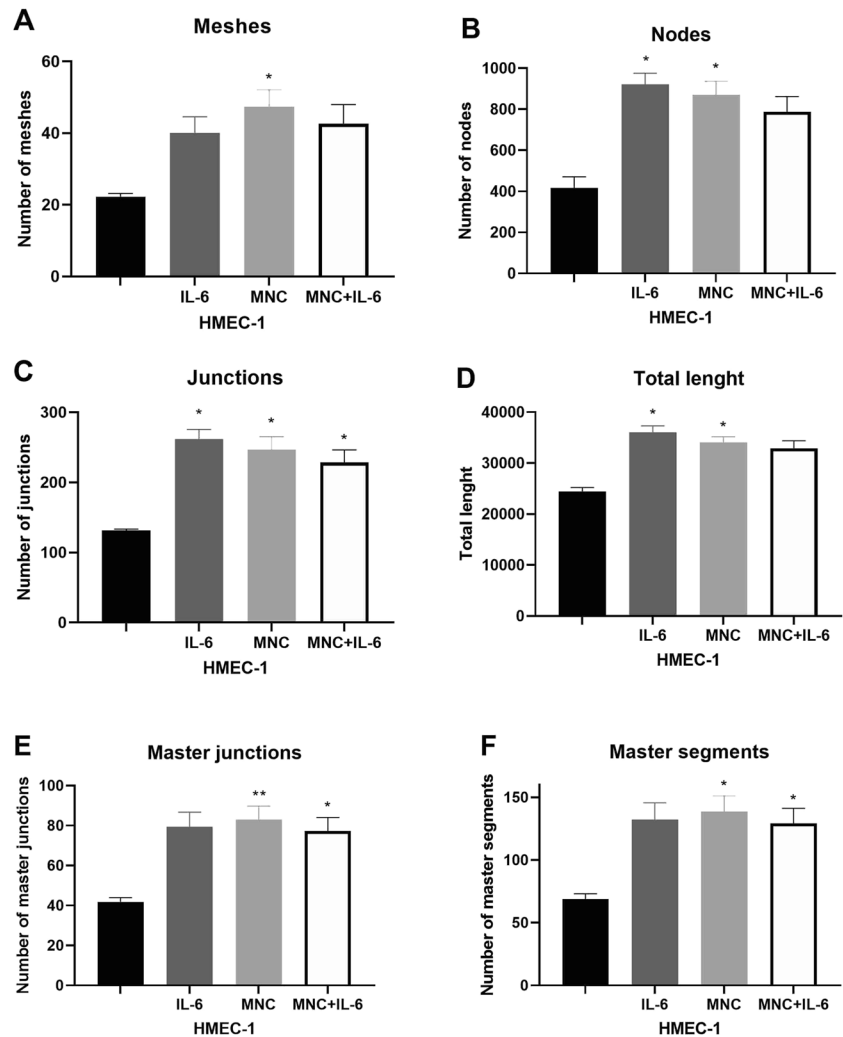 A
Meshes
Number of meshes
60
40
20
0
*
IL-6 MNC MNC+IL-6
HMEC-1
B
Nodes
Number of nodes
1000
800
600
400
200
0
* *
IL-6 MNC MNC+IL-6
HMEC-1
C
Junctions
Number of junctions
300
200
100
0
* * *
IL-6 MNC MNC+IL-6
HMEC-1
D
Total lenght
Total lenght
40000
30000
20000
10000
0
* *
IL-6 MNC MNC+IL-6
HMEC-1
E
Master junctions
Number of master junctions
100
80
60
40
20
0
** *
IL-6 MNC MNC+IL-6
HMEC-1
F
Master segments
Number of master segments
150
100
50
0
* *
IL-6 MNC MNC+IL-6
HMEC-1